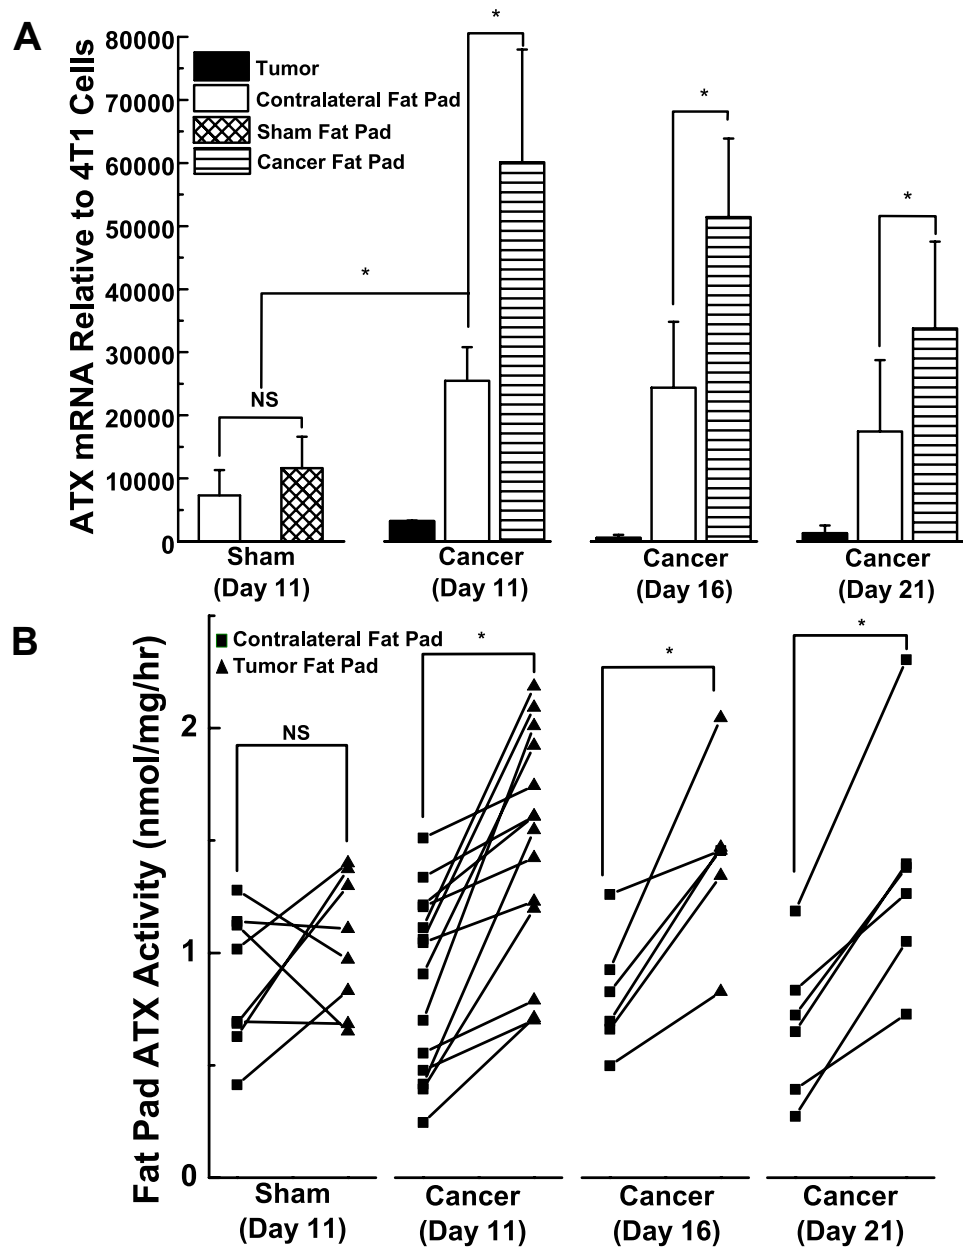 A
ATX mRNA Relative to 4T1 Cells
80000
70000
60000
50000
40000
30000
20000
10000
0
Tumor
Contralateral Fat Pad
Sham Fat Pad
Cancer Fat Pad
NS
*
*
*
*
Sham
(Day 11)
Cancer
(Day 11)
Cancer
(Day 16)
Cancer
(Day 21)
B
Fat Pad ATX Activity (nmol/mg/hr)
2
1
0
Contralateral Fat Pad
Tumor Fat Pad
NS
*
*
*
Sham
(Day 11)
Cancer
(Day 11)
Cancer
(Day 16)
Cancer
(Day 21)